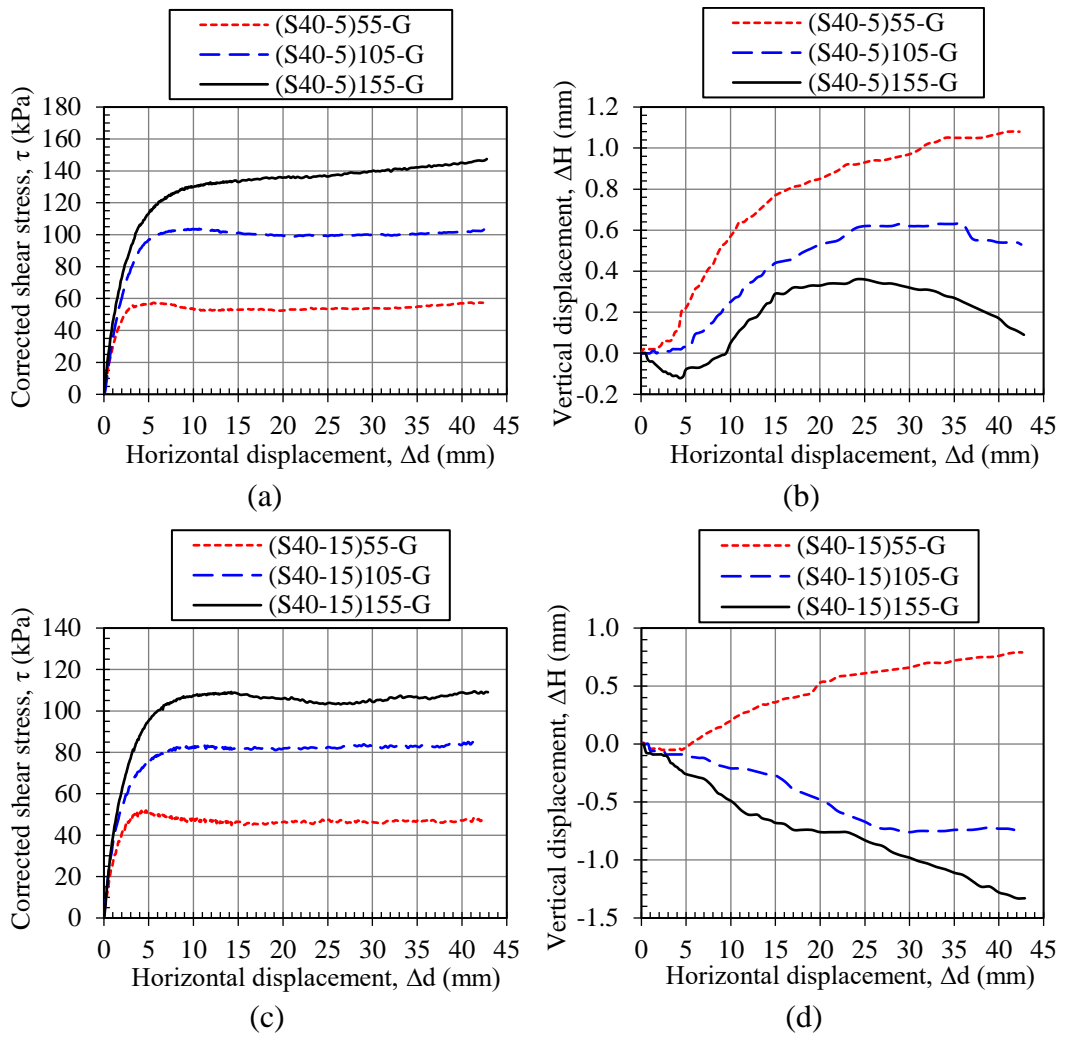 (S40-5)55-G
(S40-5)105-G
(S40-5)155-G
Corrected shear stress, τ (kPa)
180
160
140
120
100
80
60
40
20
0
0 5 10 15 20 25 30 35 40 45
Horizontal displacement, Δd (mm)
(a)
(S40-5)55-G
(S40-5)105-G
(S40-5)155-G
Vertical displacement, ΔH (mm)
1.2
1.0
0.8
0.6
0.4
0.2
0.0
-0.2
0 5 10 15 20 25 30 35 40 45
Horizontal displacement, Δd (mm)
(b)
(S40-15)55-G
(S40-15)105-G
(S40-15)155-G
Corrected shear stress, τ (kPa)
140
120
100
80
60
40
20
0
0 5 10 15 20 25 30 35 40 45
Horizontal displacement, Δd (mm)
(c)
(S40-15)55-G
(S40-15)105-G
(S40-15)155-G
Vertical displacement, ΔH (mm)
1.0
0.5
0.0
-0.5
-1.0
-1.5
0 5 10 15 20 25 30 35 40 45
Horizontal displacement, Δd (mm)
(d)